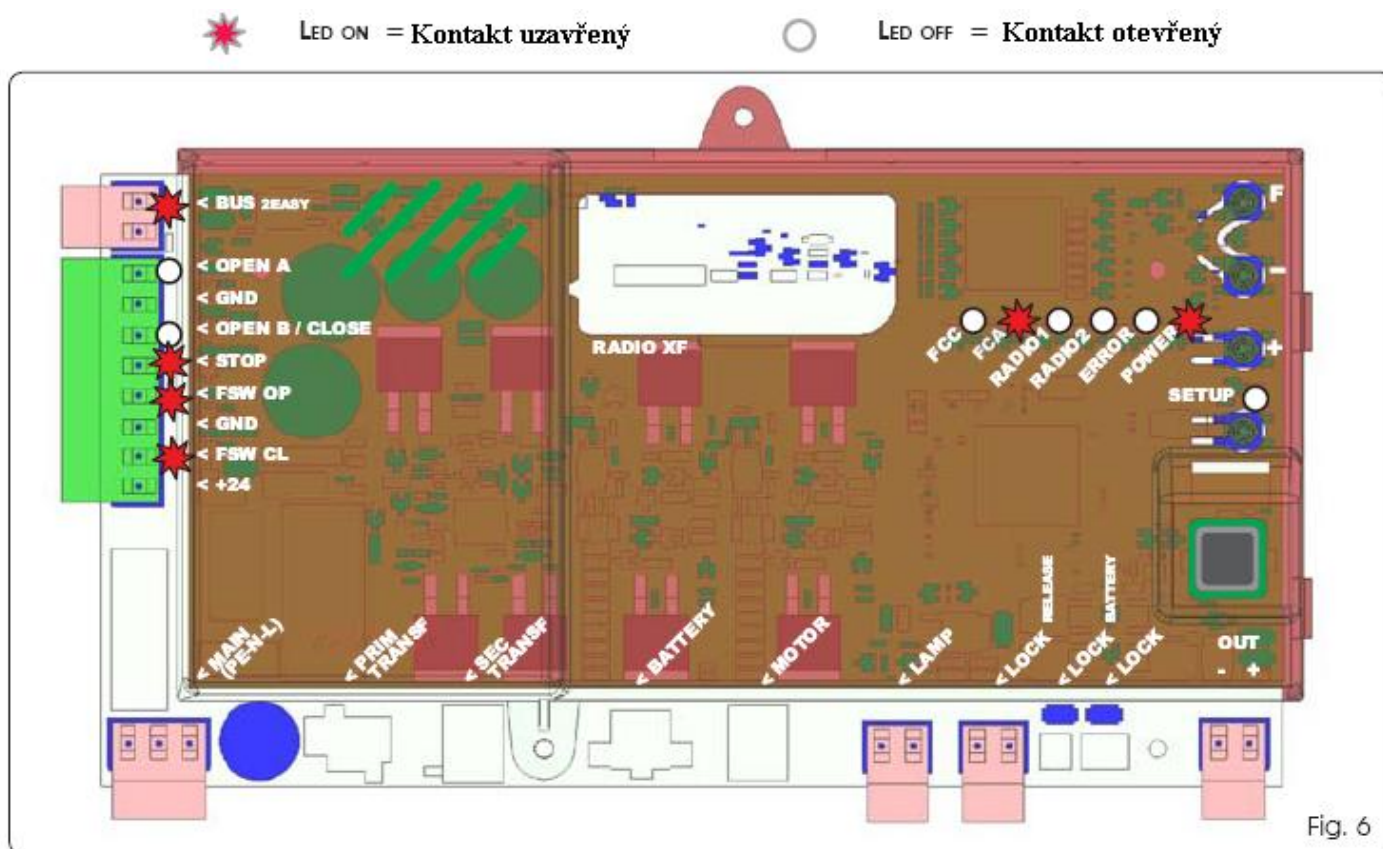 LED ON = Kontakt uzavřený
LED OFF = Kontakt otevřený
< BUS 2EASY
< OPEN A
< GND
< OPEN B / CLOSE
< STOP
< FSW OP
< GND
< FSW CL
< +24
RADIO XF
FCC
FCA
RADIO1
RADIO2
ERROR
POWER
F
-
+
SETUP
< MAIN
(PE-N-L)
< PRIM
TRANSF
< SEC
TRANSF
< BATTERY
< MOTOR
< LAMP
< LOCK RELEASE
< LOCK BATTERY
< LOCK
OUT
- +
Fig. 6